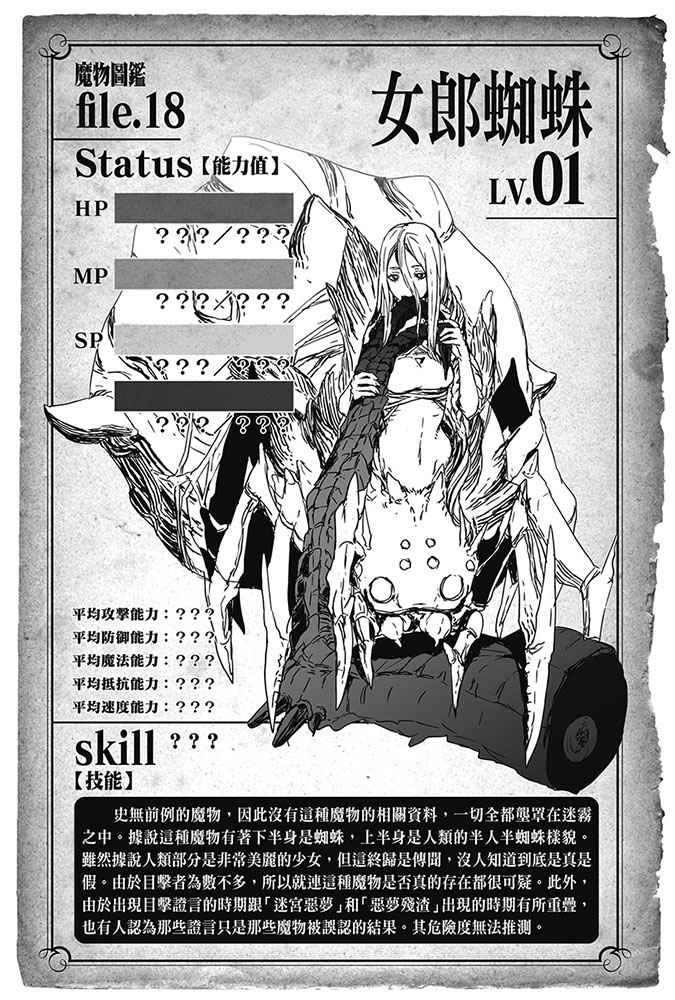 魔物圖鑑
file.18
女郎蜘蛛
LV.01
Status【能力值】
HP
???/???
MP
???/???
SP
???/???
??? ???
平均攻擊能力:???
平均防御能力:???
平均魔法能力:???
平均抵抗能力:???
平均速度能力:???
skill ???
【技能】
史無前例的魔物,因此沒有這種魔物的相關資料,一切全都壟罩在迷霧
之中。據說這種魔物有著下半身是蜘蛛,上半身是人類的半人半蜘蛛樣貌。
雖然據說人類部分是非常美麗的少女,但這終歸是傳聞,沒人知道到底是真是
假。由於目擊者為數不多,所以就連這種魔物是否真的存在都很可疑。此外,
由於出現目擊證言的時期跟「迷宮惡夢」和「惡夢殘渣」出現的時期有所重疊,
也有人認為那些證言只是那些魔物被誤認的結果。其危險度無法推測。